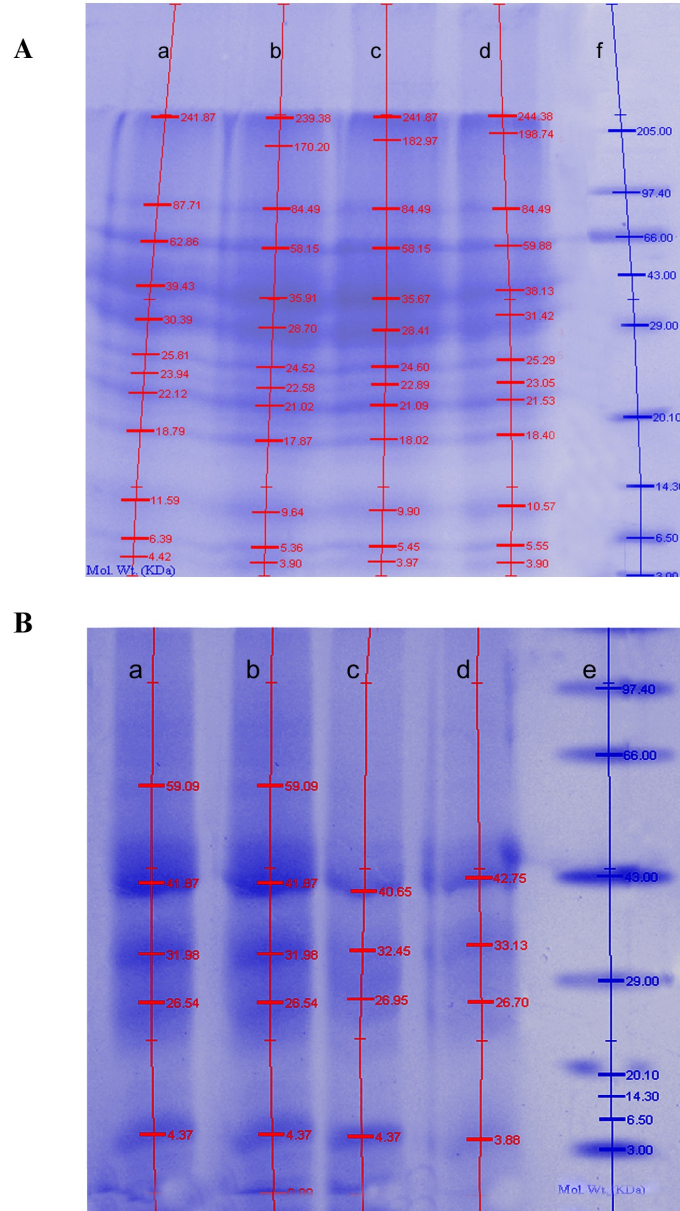 A
a b c d f
241.87 239.38 241.87 244.38
170.20 182.97 198.74 205.00
87.71 84.49 84.49 84.49 97.40
62.86 58.15 58.15 59.88 66.00
39.43 35.91 35.67 38.13 43.00
30.39 28.70 28.41 31.42 29.00
25.81 24.52 24.60 25.29
23.94 22.58 22.89 23.05
22.12 21.02 21.09 21.53 20.10
18.79 17.87 18.02 18.40
11.59 9.64 9.90 10.57 14.30
6.39 5.36 5.45 5.55 6.50
4.42 3.90 3.97 3.90 3.00
Mol. Wt. (KDa)
B
a b c d e
97.40
66.00
59.09 59.09
41.87 41.87 40.65 42.75 43.00
31.98 31.98 32.45 33.13 29.00
26.54 26.54 26.95 26.70
20.10
14.30
6.50
4.37 4.37 4.37 3.88 3.00
Mol. Wt. (KDa)